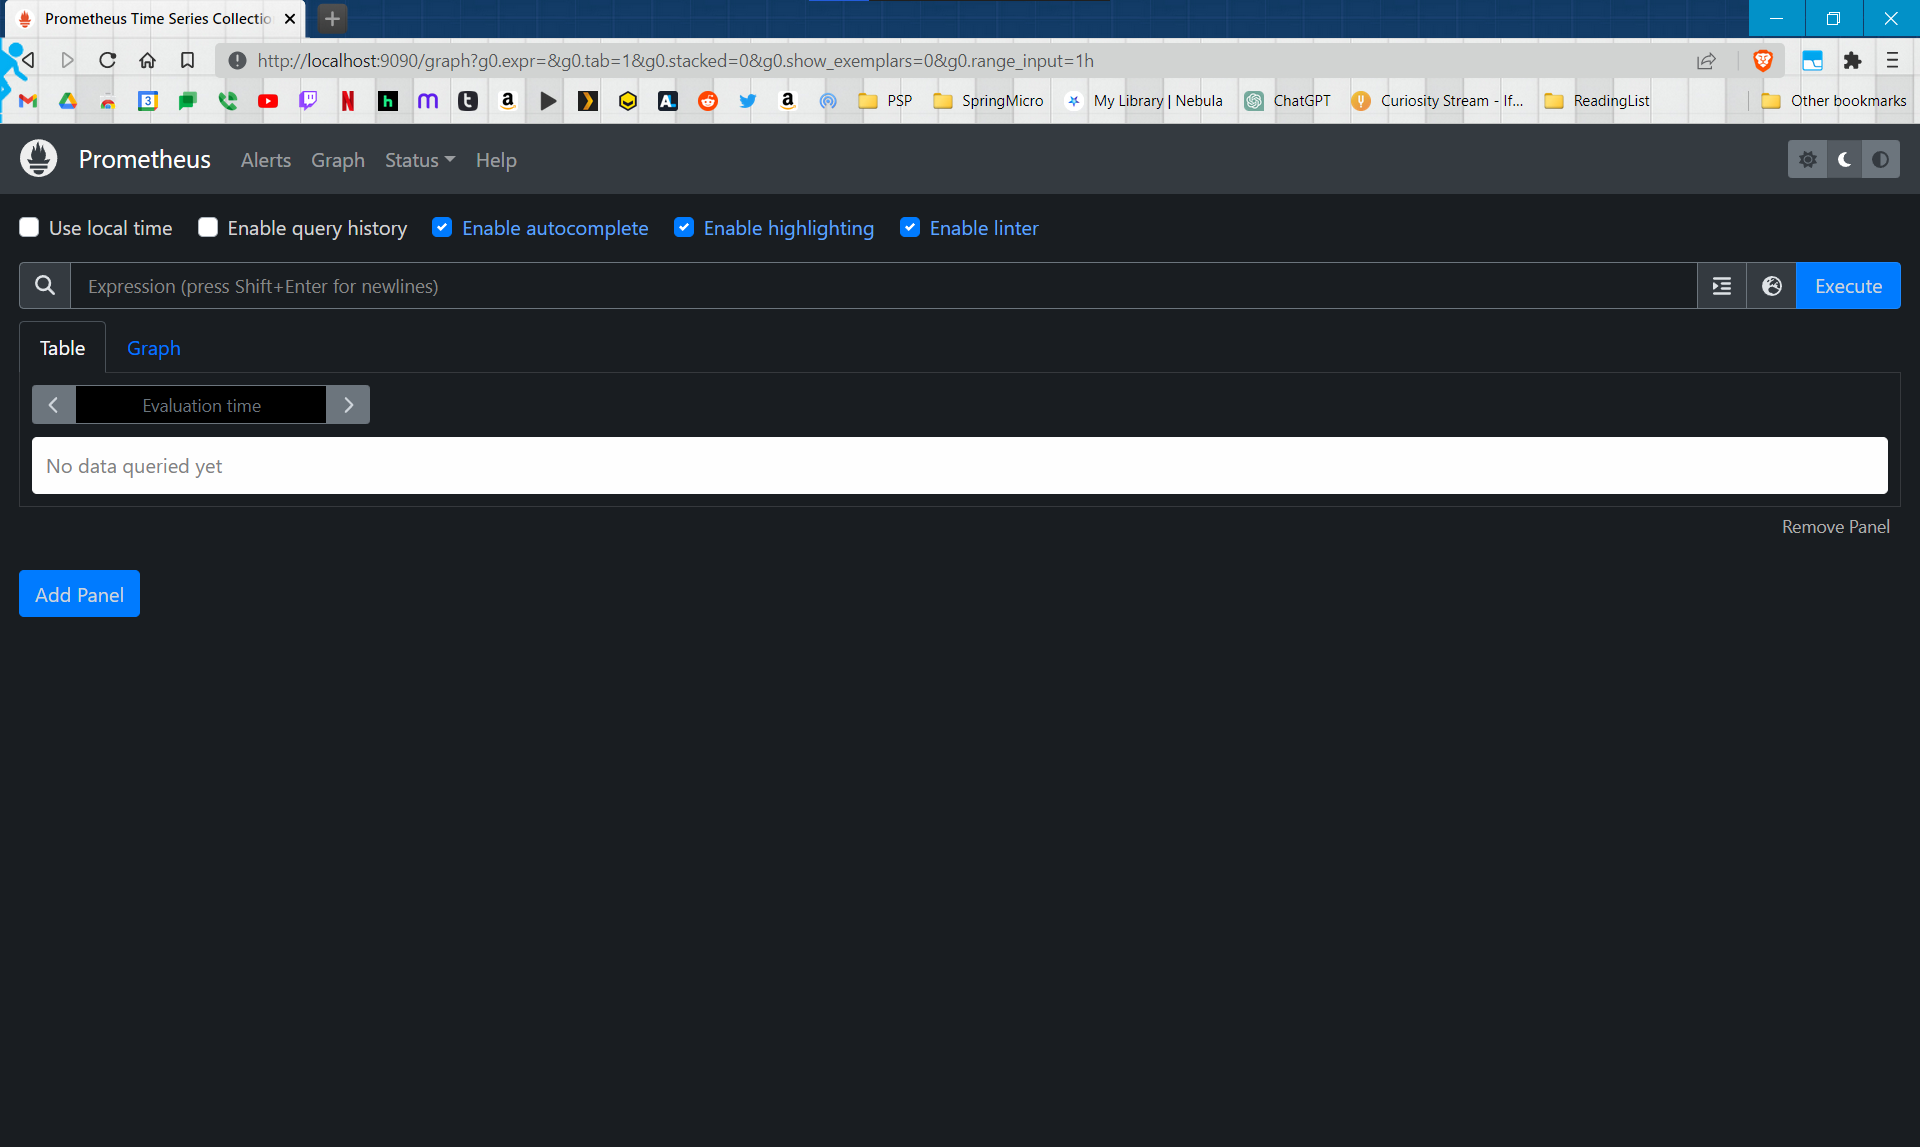 Prometheus Time Series Collectio
http://localhost:9090/graph?g0.expr=&g0.tab=1&g0.stacked=0&g0.show_exemplars=0&g0.range_input=1h
PSP SpringMicro My Library | Nebula ChatGPT Curiosity Stream - If... ReadingList Other bookmarks
Prometheus Alerts Graph Status Help
Use local time Enable query history Enable autocomplete Enable highlighting Enable linter
Expression (press Shift+Enter for newlines) Execute
Table Graph
Evaluation time
No data queried yet
Remove Panel
Add Panel